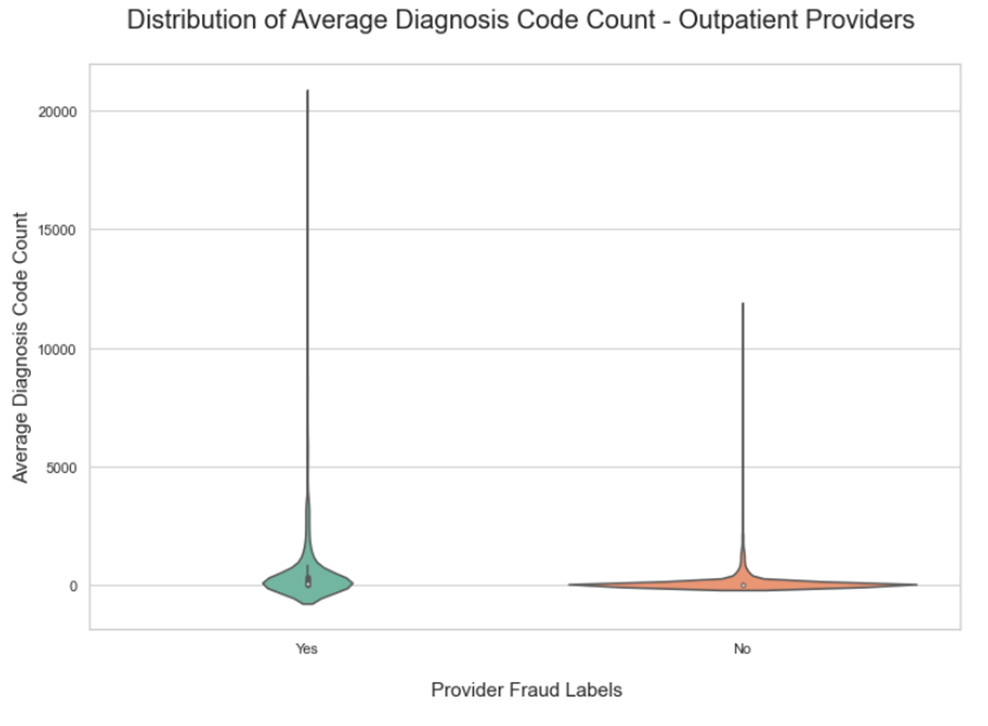 Distribution of Average Diagnosis Code Count - Outpatient Providers
20000
15000
10000
5000
0
Average Diagnosis Code Count
Yes
No
Provider Fraud Labels